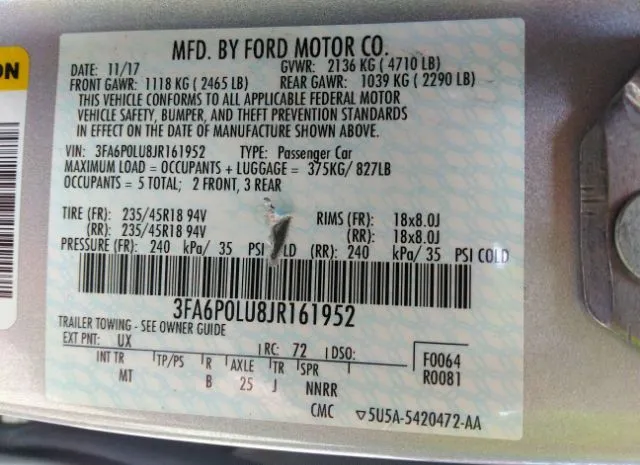 ON
MFD. BY FORD MOTOR CO.
DATE: 11/17 GVWR: 2136 KG ( 4710 LB)
FRONT GAWR: 1118 KG ( 2465 LB) REAR GAWR: 1039 KG ( 2290 LB)
THIS VEHICLE CONFORMS TO ALL APPLICABLE FEDERAL MOTOR
VEHICLE SAFETY, BUMPER, AND THEFT PREVENTION STANDARDS
IN EFFECT ON THE DATE OF MANUFACTURE SHOWN ABOVE.
VIN: 3FA6P0LU8JR161952 TYPE: Passenger Car
MAXIMUM LOAD = OCCUPANTS + LUGGAGE = 375KG/ 827LB
OCCUPANTS = 5 TOTAL; 2 FRONT, 3 REAR
TIRE (FR): 235/45R18 94V RIMS (FR): 18x8.0J
(RR): 235/45R18 94V (RR): 18x8.0J
PRESSURE (FR): 240 kPa/ 35 PSI COLD (RR): 240 kPa/ 35 PSI COLD
3FA6P0LU8JR161952
TRAILER TOWING - SEE OWNER GUIDE
EXT PNT: UX RC: 72 DSO: F0064
INT TR TP/PS R AXLE TR SPR R0081
MT B 25 J NNRR
CMC ▽5U5A-5420472-AA